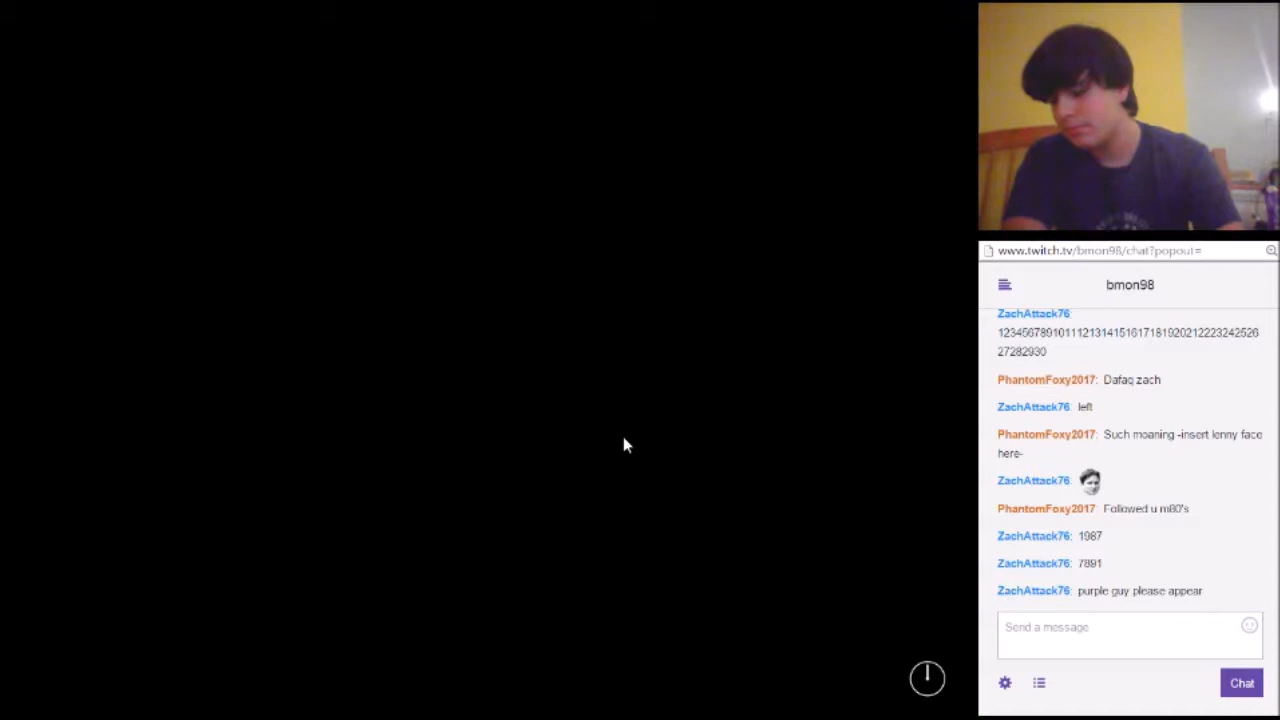 www.twitch.tv/bmon98/chat?popout=
bmon98
ZachAttack76:
1234567891011121314151617181920212223242526
27282930
PhantomFoxy2017: Dafaq zach
ZachAttack76: left
PhantomFoxy2017: Such moaning -insert lenny face
here-
ZachAttack76:
PhantomFoxy2017: Followed u m80's
ZachAttack76: 1987
ZachAttack76: 7891
ZachAttack76: purple guy please appear
Send a message
Chat